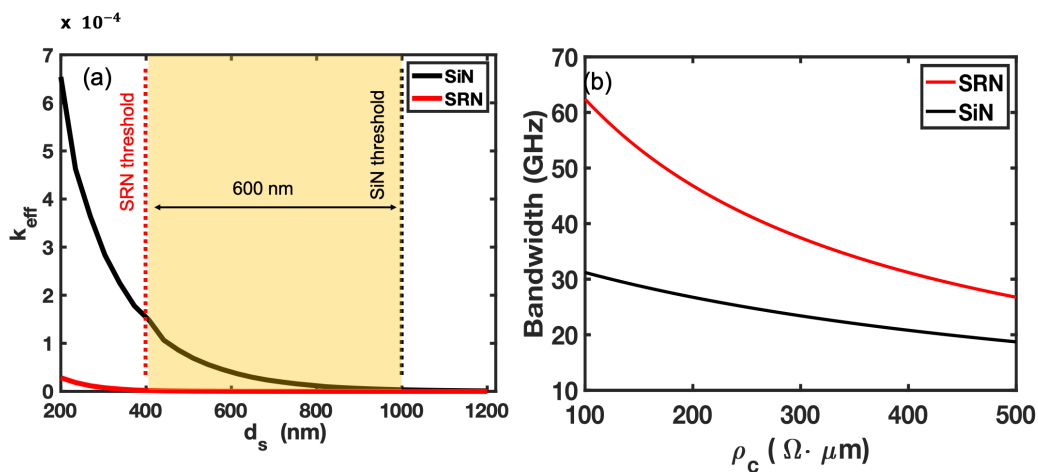 x 10⁻⁴
7
6
5
4
3
2
1
0
k_eff
(a)
SRN threshold
600 nm
SiN threshold
SiN
SRN
200 400 600 800 1000 1200
d_s (nm)
70
60
50
40
30
20
10
Bandwidth (GHz)
(b)
SRN
SiN
100 200 300 400 500
ρ_c ( Ω· μm)